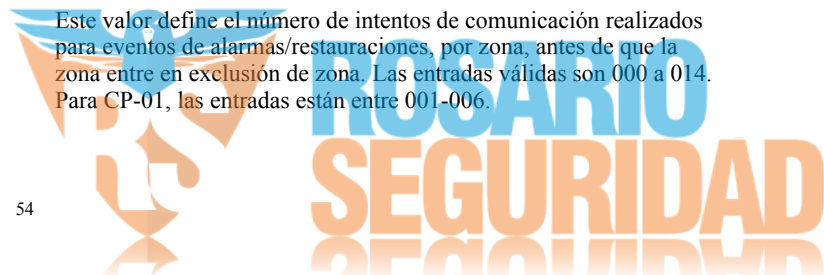 Este valor define el número de intentos de comunicación realizados
para eventos de alarmas/restauraciones, por zona, antes de que la
zona entre en exclusión de zona. Las entradas válidas son 000 a 014.
Para CP-01, las entradas están entre 001-006.
RS
ROSARIO
SEGURIDAD
54